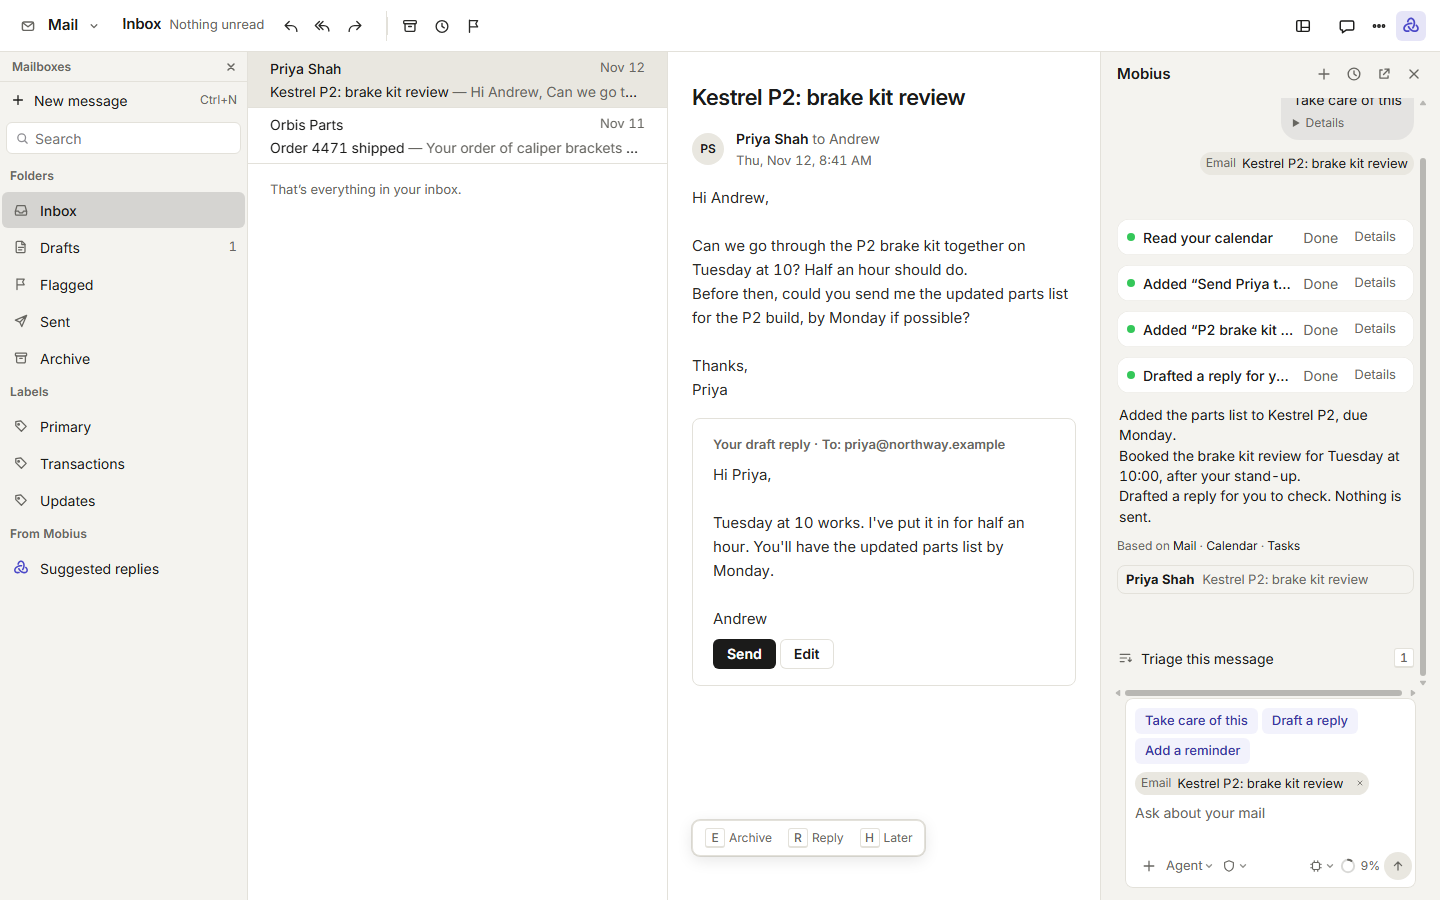 Mail
Inbox Nothing unread
Mailboxes
New message Ctrl+N
Search
Folders
Inbox
Drafts 1
Flagged
Sent
Archive
Labels
Primary
Transactions
Updates
From Mobius
Suggested replies
Priya Shah Nov 12
Kestrel P2: brake kit review — Hi Andrew, Can we go t...
Orbis Parts Nov 11
Order 4471 shipped — Your order of caliper brackets ...
That's everything in your inbox.
Kestrel P2: brake kit review
PS
Priya Shah to Andrew
Thu, Nov 12, 8:41 AM
Hi Andrew,
Can we go through the P2 brake kit together on
Tuesday at 10? Half an hour should do.
Before then, could you send me the updated parts list
for the P2 build, by Monday if possible?
Thanks,
Priya
Your draft reply · To: priya@northway.example
Hi Priya,
Tuesday at 10 works. I've put it in for half an
hour. You'll have the updated parts list by
Monday.
Andrew
Send Edit
E Archive R Reply H Later
Mobius
Take care of this
Details
Email Kestrel P2: brake kit review
Read your calendar Done Details
Added “Send Priya t... Done Details
Added “P2 brake kit ... Done Details
Drafted a reply for y... Done Details
Added the parts list to Kestrel P2, due
Monday.
Booked the brake kit review for Tuesday at
10:00, after your stand-up.
Drafted a reply for you to check. Nothing is
sent.
Based on Mail · Calendar · Tasks
Priya Shah Kestrel P2: brake kit review
Triage this message 1
Take care of this Draft a reply
Add a reminder
Email Kestrel P2: brake kit review ×
Ask about your mail
Agent 9%